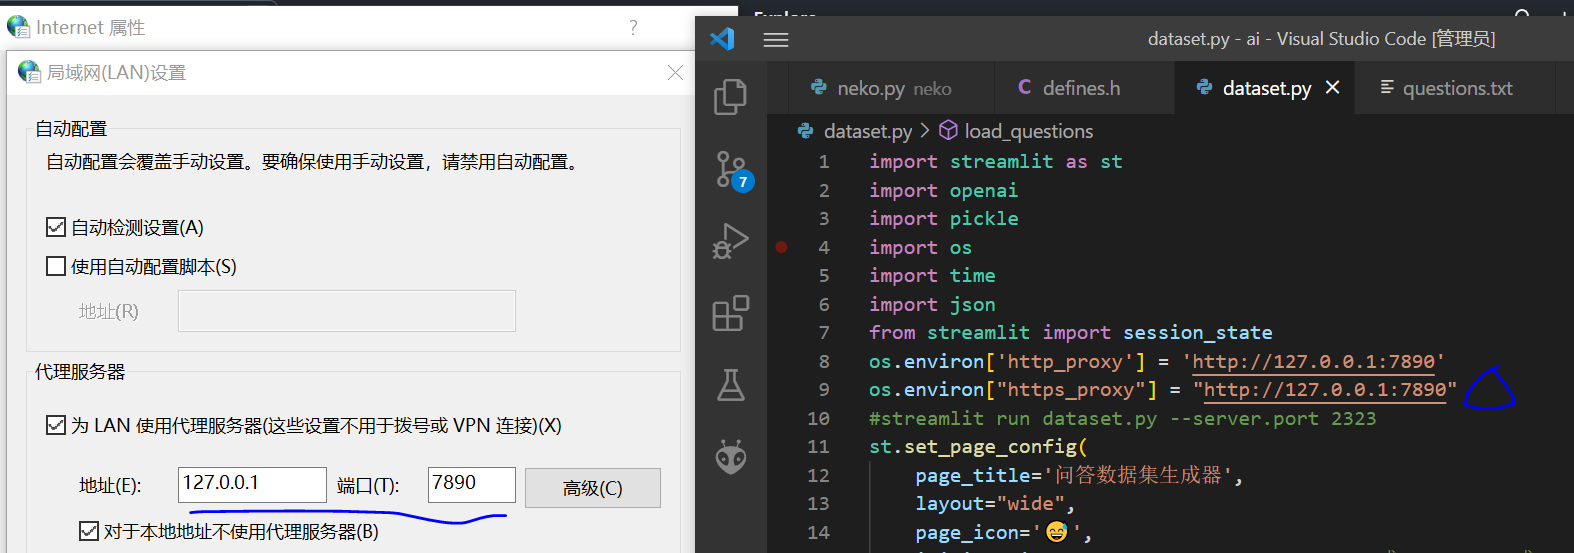 Internet 属性
?
局域网(LAN)设置
自动配置
自动配置会覆盖手动设置。要确保使用手动设置，请禁用自动配置。
自动检测设置(A)
使用自动配置脚本(S)
地址(R)
代理服务器
为 LAN 使用代理服务器(这些设置不用于拨号或 VPN 连接)(X)
地址(E): 127.0.0.1 端口(T): 7890 高级(C)
对于本地地址不使用代理服务器(B)
dataset.py - ai - Visual Studio Code [管理员]
neko.py neko
defines.h
dataset.py
questions.txt
dataset.py > load_questions
7
1 import streamlit as st
2 import openai
3 import pickle
4 import os
5 import time
6 import json
7 from streamlit import session_state
8 os.environ['http_proxy'] = 'http://127.0.0.1:7890'
9 os.environ["https_proxy"] = "http://127.0.0.1:7890"
10 #streamlit run dataset.py --server.port 2323
11 st.set_page_config(
12 page_title='问答数据集生成器',
13 layout="wide",
14 page_icon='😅',